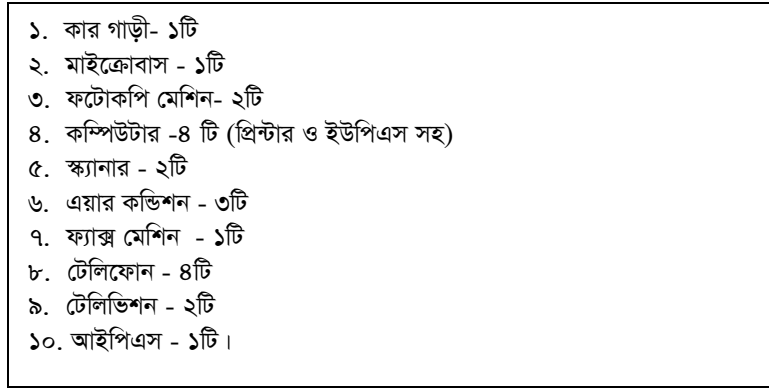 ১. কার গাড়ী- ১টি
২. মাইক্রোবাস - ১টি
৩. ফটোকপি মেশিন- ২টি
৪. কম্পিউটার -৪ টি (প্রিন্টার ও ইউপিএস সহ)
৫. স্ক্যানার - ২টি
৬. এয়ার কন্ডিশন - ৩টি
৭. ফ্যাক্স মেশিন - ১টি
৮. টেলিফোন - ৪টি
৯. টেলিভিশন - ২টি
১০. আইপিএস - ১টি।